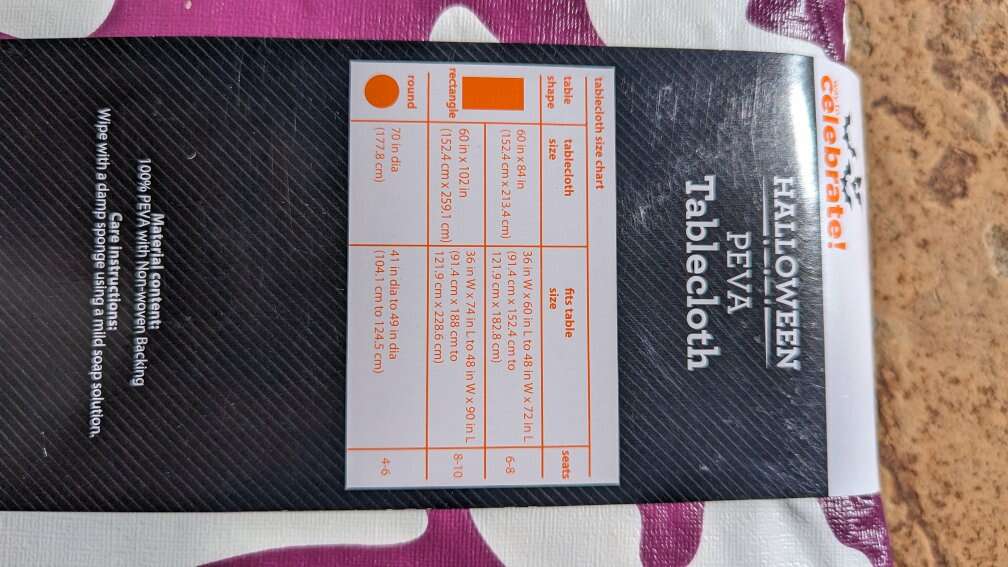 celebrate!
HALLOWEEN
PEVA
Tablecloth
tablecloth size chart
table shape
tablecloth size
fits table size
seats
60 in x 84 in
(152.4 cm x 213.4 cm)
36 in W x 60 in L to 48 in W x 72 in L
(91.4 cm x 152.4 cm to
121.9 cm x 182.8 cm)
6-8
rectangle
60 in x 102 in
(152.4 cm x 259.1 cm)
36 in W x 74 in L to 48 in W x 90 in L
(91.4 cm x 188 cm to
121.9 cm x 228.6 cm)
8-10
round
70 in dia
(177.8 cm)
41 in dia to 49 in dia
(104.1 cm to 124.5 cm)
4-6
Material content:
100% PEVA with Non-woven Backing
Care instructions:
Wipe with a damp sponge using a mild soap solution.